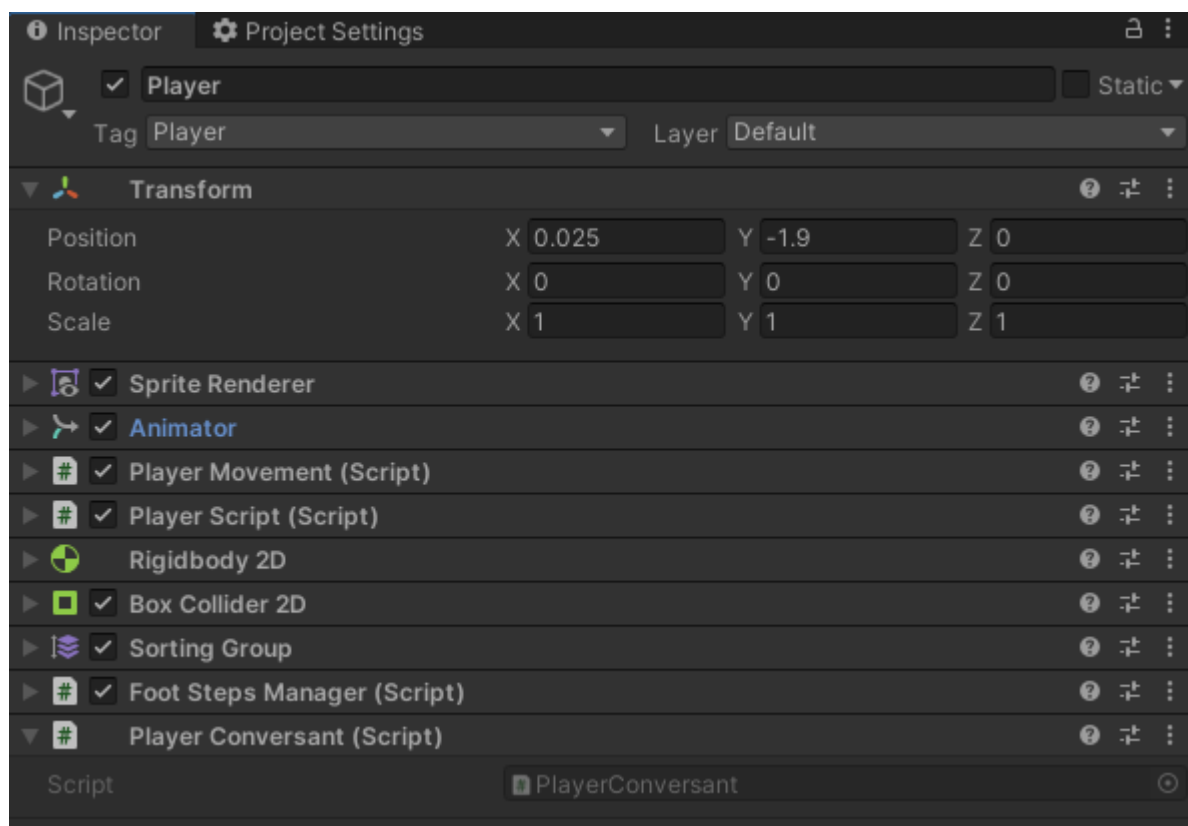 Inspector Project Settings
Player Static
Tag Player Layer Default
Transform
Position X 0.025 Y -1.9 Z 0
Rotation X 0 Y 0 Z 0
Scale X 1 Y 1 Z 1
Sprite Renderer
Animator
# Player Movement (Script)
# Player Script (Script)
Rigidbody 2D
Box Collider 2D
Sorting Group
# Foot Steps Manager (Script)
# Player Conversant (Script)
Script PlayerConversant